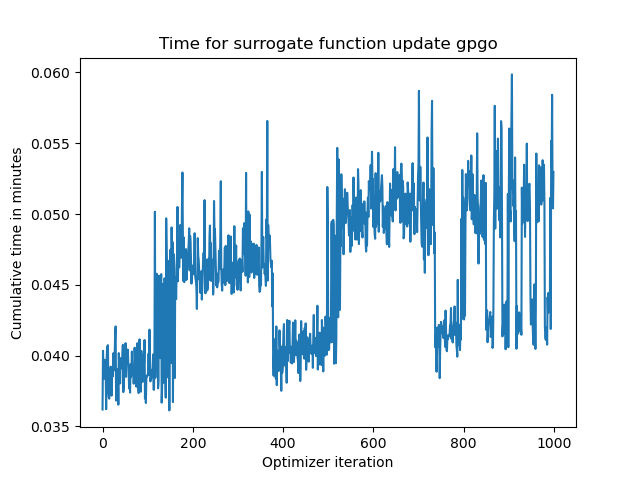 Time for surrogate function update gpgo
0.060
0.055
0.050
0.045
0.040
0.035
Cumulative time in minutes
0 200 400 600 800 1000
Optimizer iteration